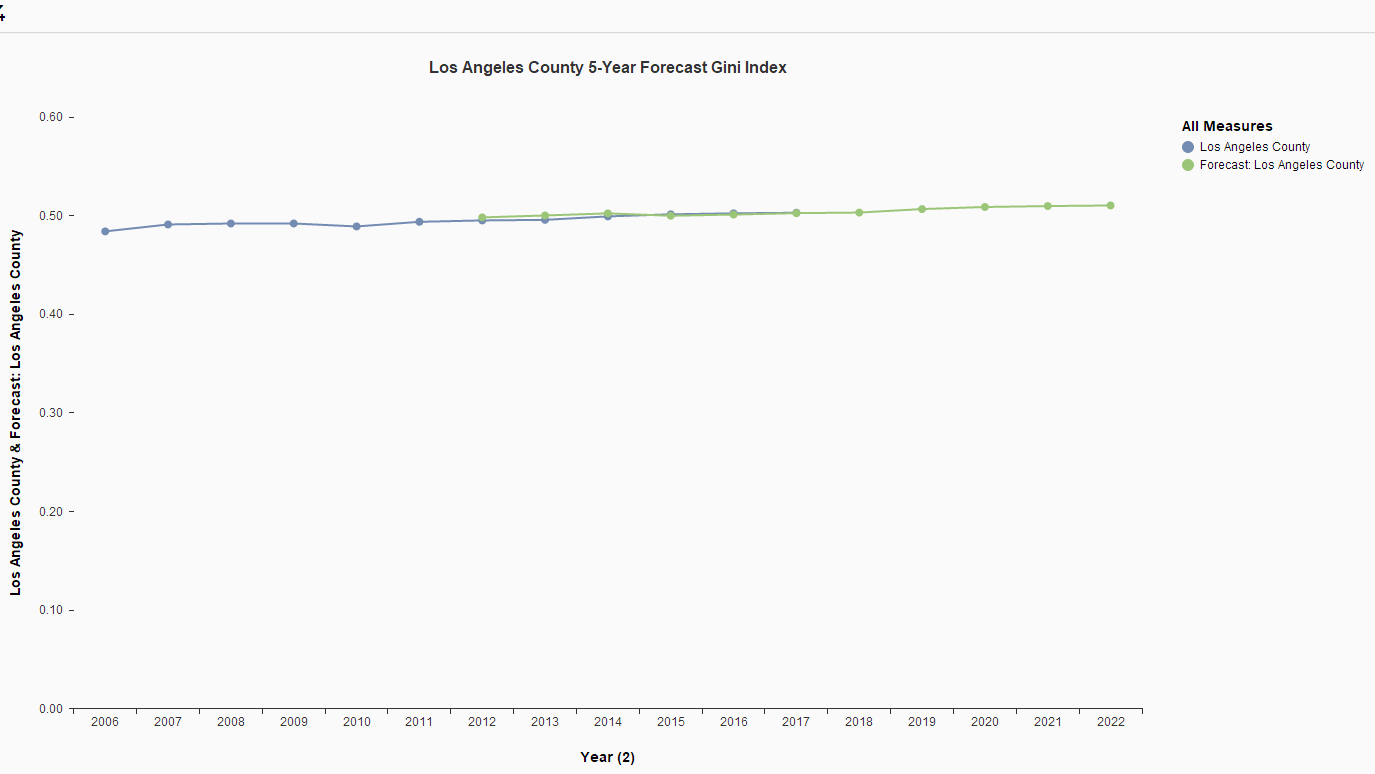 Los Angeles County 5-Year Forecast Gini Index
All Measures
Los Angeles County
Forecast: Los Angeles County
Los Angeles County & Forecast: Los Angeles County
0.60
0.50
0.40
0.30
0.20
0.10
0.00
2006 2007 2008 2009 2010 2011 2012 2013 2014 2015 2016 2017 2018 2019 2020 2021 2022
Year (2)